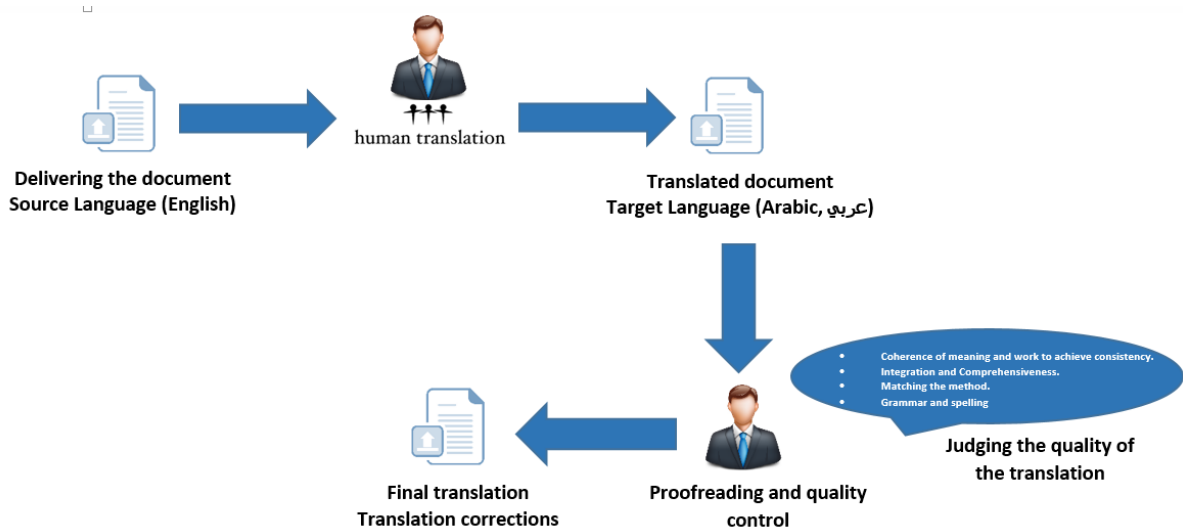 human translation
Delivering the document
Source Language (English)
Translated document
Target Language (Arabic, عربي)
• Coherence of meaning and work to achieve consistency.
• Integration and Comprehensiveness.
• Matching the method.
• Grammar and spelling
Judging the quality of
the translation
Proofreading and quality
control
Final translation
Translation corrections